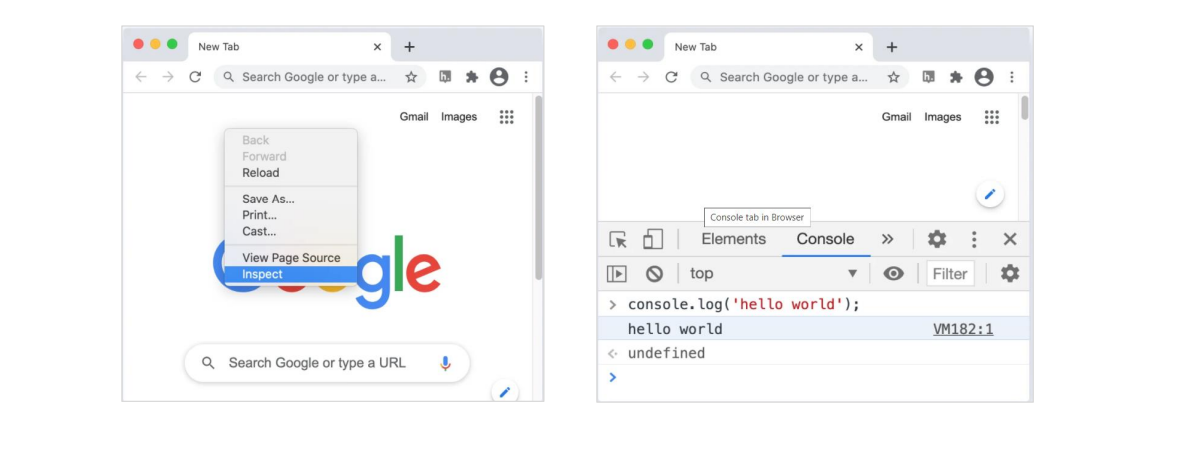 New Tab
Search Google or type a...
Gmail Images
Back
Forward
Reload
Save As...
Print...
Cast...
View Page Source
Inspect
Google
Search Google or type a URL
New Tab
Search Google or type a...
Gmail Images
Console tab in Browser
Elements Console
top Filter
console.log('hello world');
hello world VM182:1
undefined